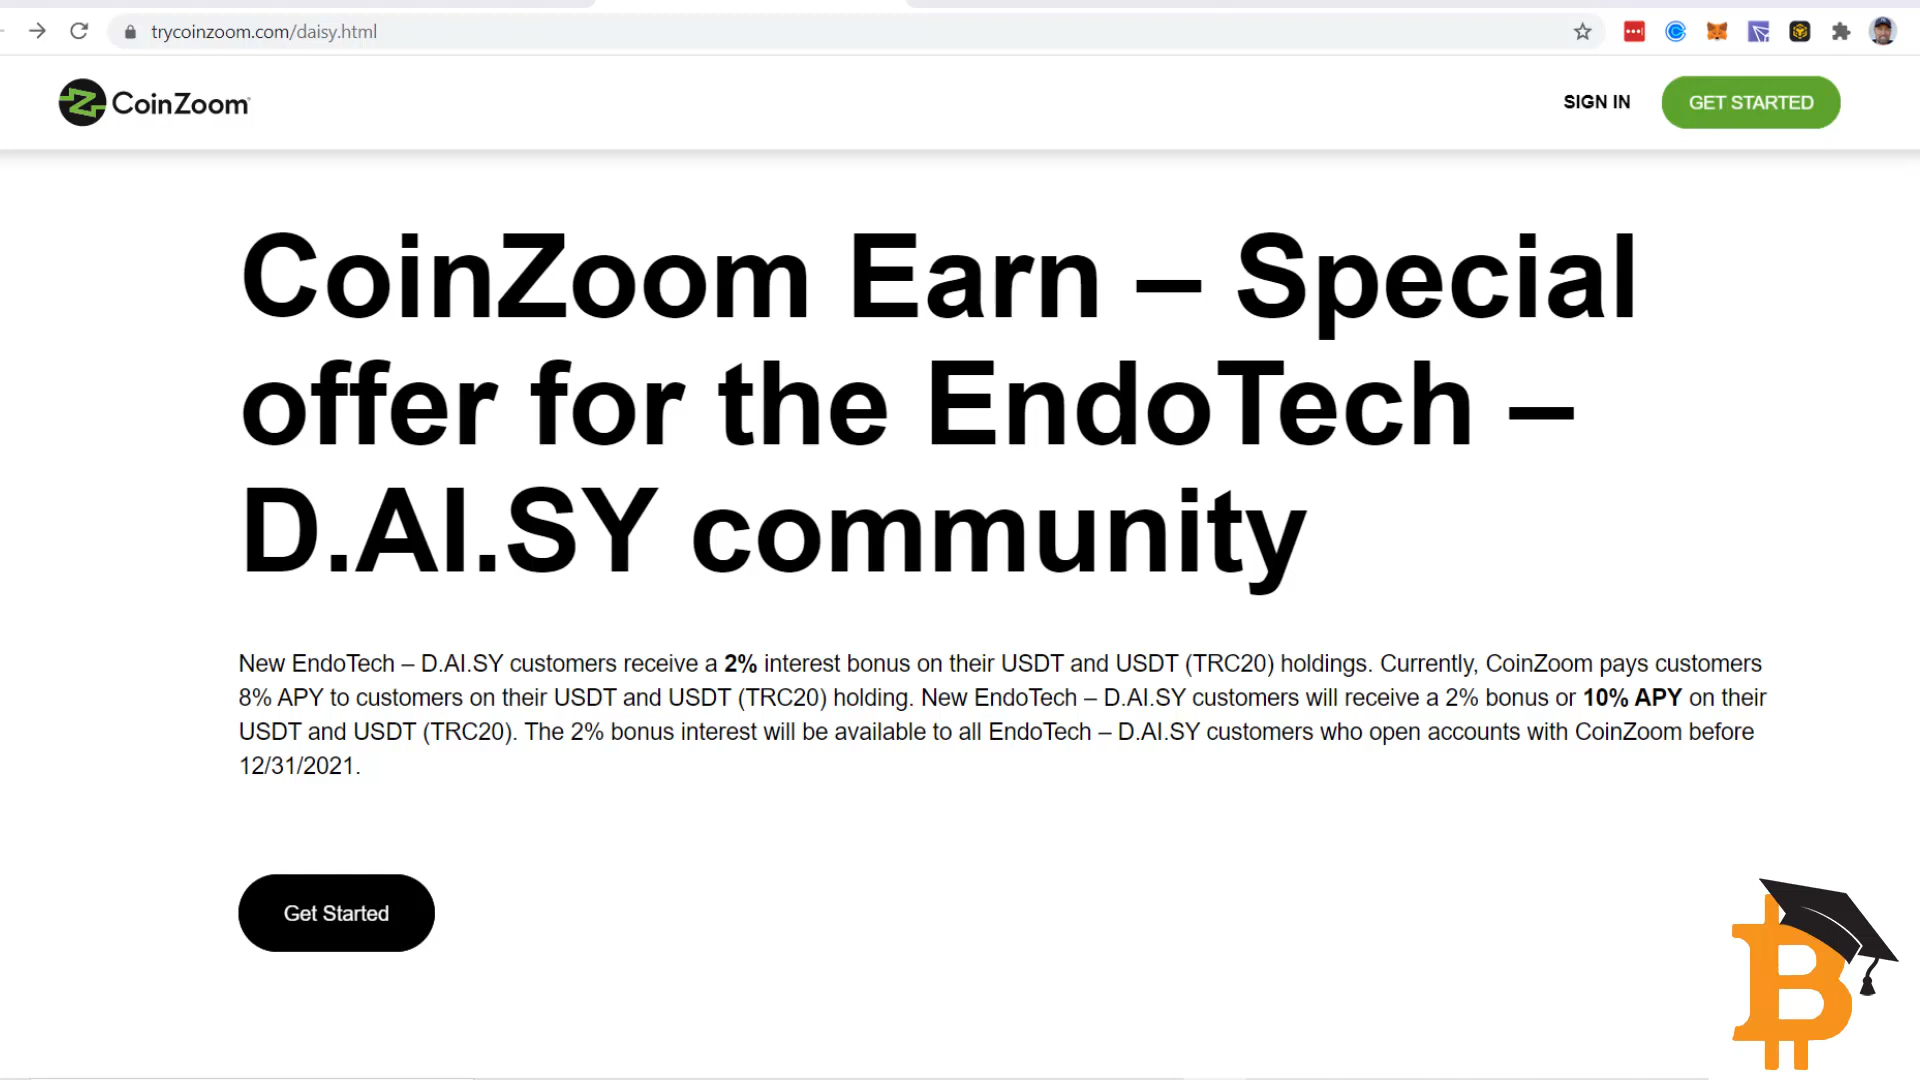 trycoinzoom.com/daisy.html
CoinZoom
SIGN IN
GET STARTED
CoinZoom Earn – Special
offer for the EndoTech –
D.AI.SY community
New EndoTech – D.AI.SY customers receive a 2% interest bonus on their USDT and USDT (TRC20) holdings. Currently, CoinZoom pays customers
8% APY to customers on their USDT and USDT (TRC20) holding. New EndoTech – D.AI.SY customers will receive a 2% bonus or 10% APY on their
USDT and USDT (TRC20). The 2% bonus interest will be available to all EndoTech – D.AI.SY customers who open accounts with CoinZoom before
12/31/2021.
Get Started